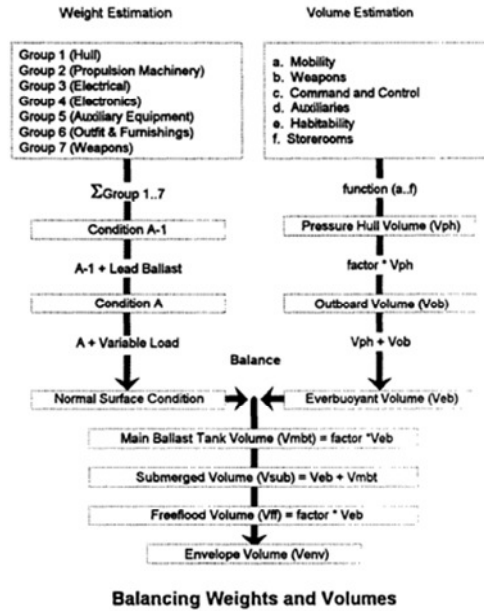 Weight Estimation
Group 1 (Hull)
Group 2 (Propulsion Machinery)
Group 3 (Electrical)
Group 4 (Electronics)
Group 5 (Auxiliary Equipment)
Group 6 (Outfit & Furnishings)
Group 7 (Weapons)
ΣGroup 1..7
Condition A-1
A-1 + Lead Ballast
Condition A
A + Variable Load
Normal Surface Condition
Volume Estimation
a. Mobility
b. Weapons
c. Command and Control
d. Auxiliaries
e. Habitability
f. Storerooms
function (a..f)
Pressure Hull Volume (Vph)
factor * Vph
Outboard Volume (Vob)
Vph + Vob
Everbuoyant Volume (Veb)
Balance
Main Ballast Tank Volume (Vmbt) = factor *Veb
Submerged Volume (Vsub) = Veb + Vmbt
Freeflood Volume (Vff) = factor * Veb
Envelope Volume (Venv)
Balancing Weights and Volumes